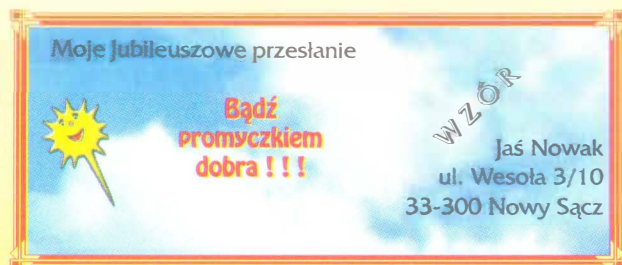 Moje Jubileuszowe przesłanie
Bądź
promyczkiem
dobra ! ! !
WZÓR
Jaś Nowak
ul. Wesoła 3/10
33-300 Nowy Sącz